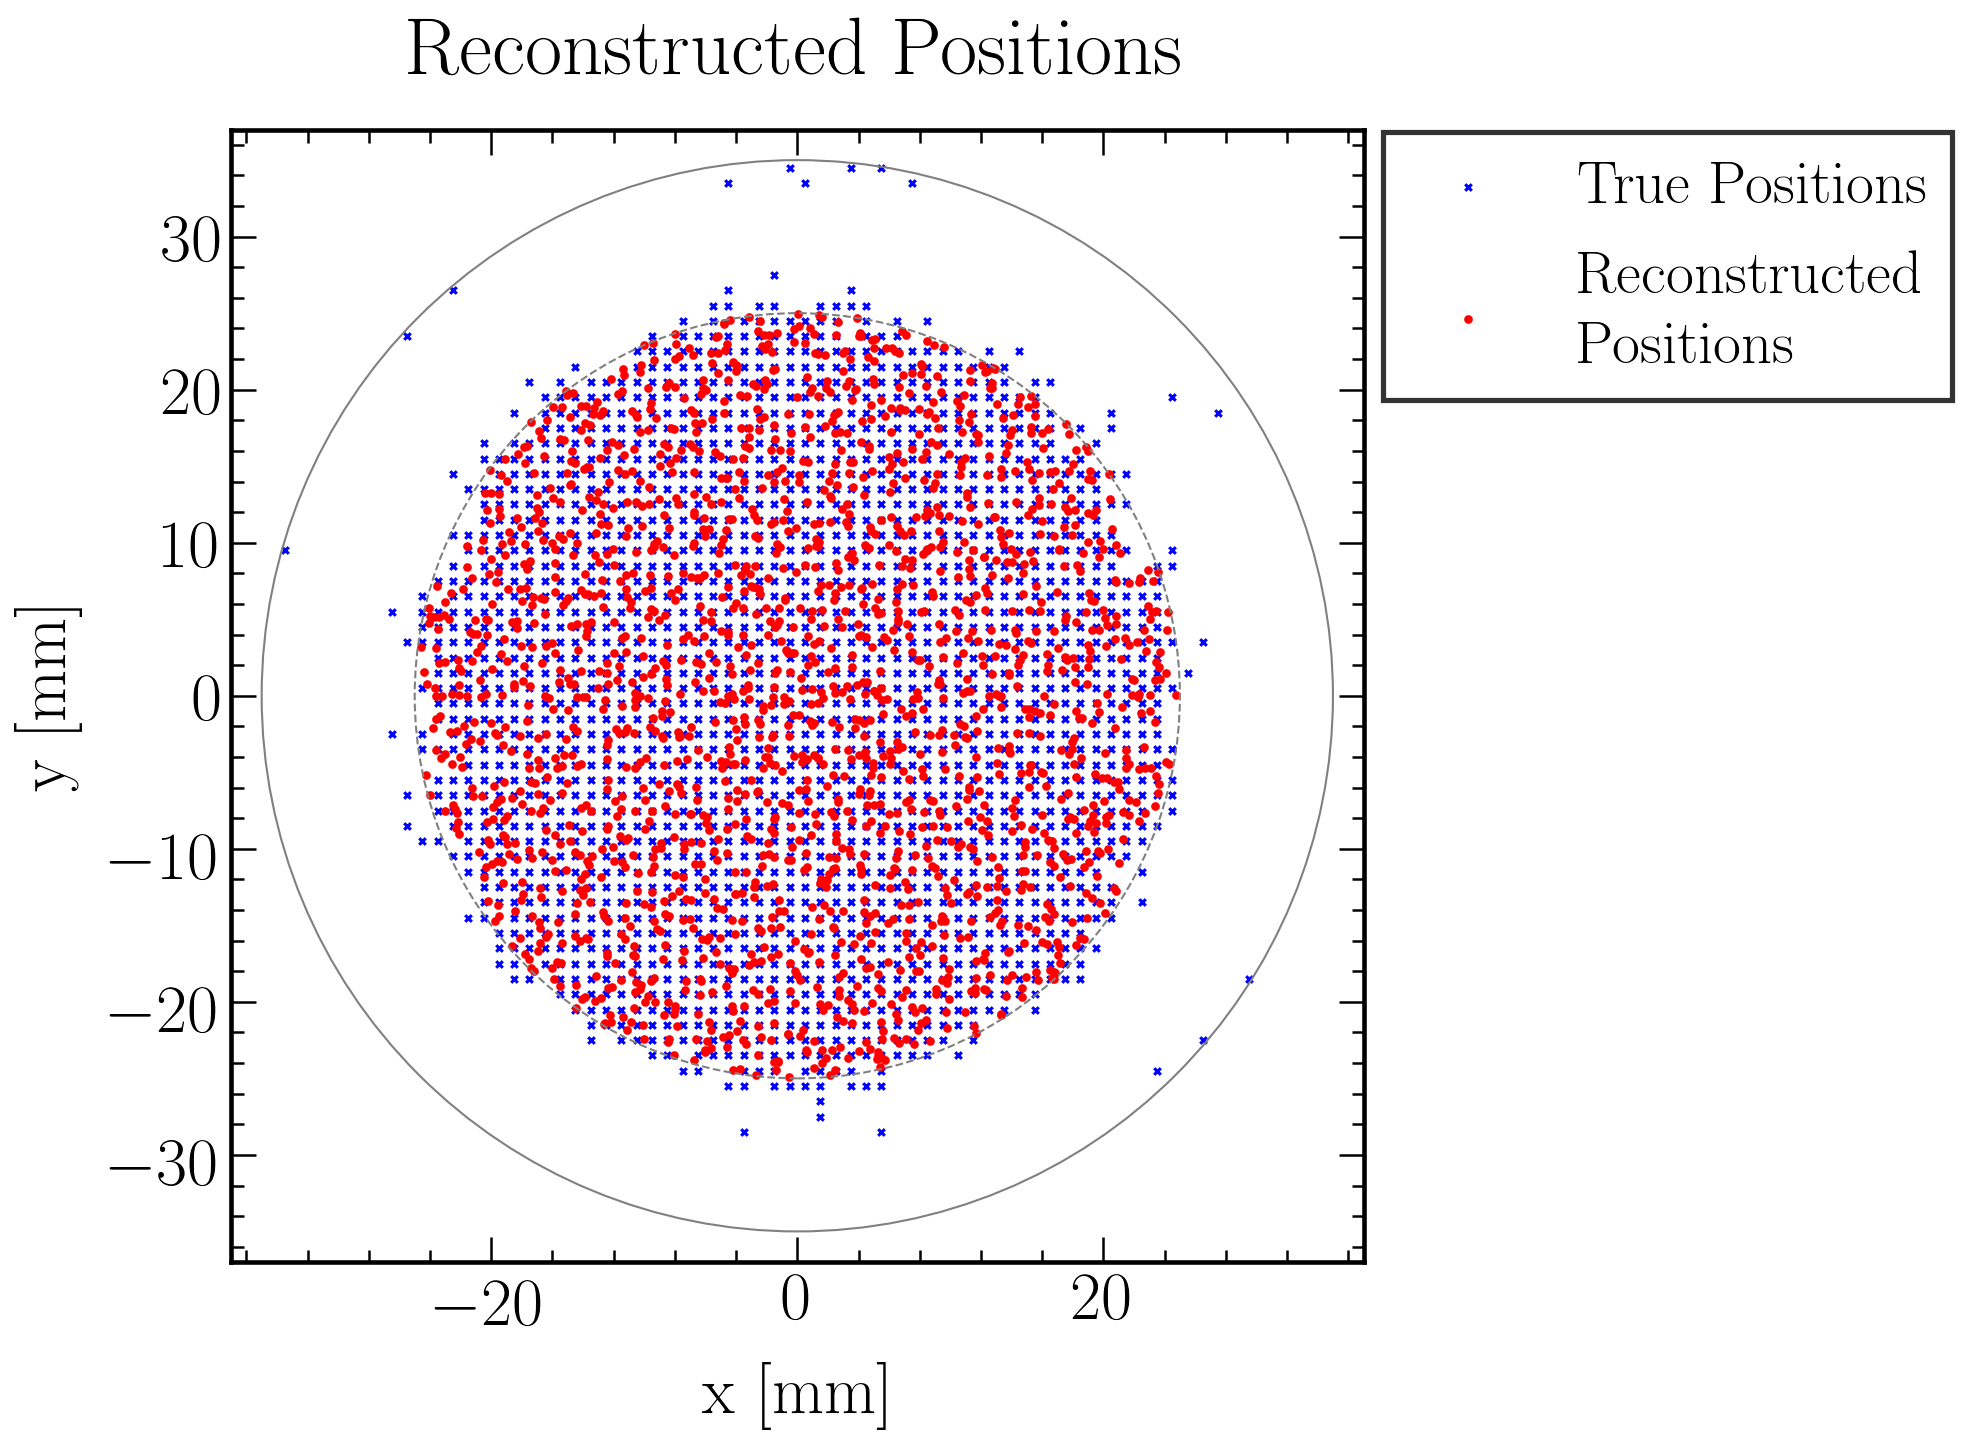 Reconstructed Positions
True Positions
Reconstructed
Positions
30
20
10
0
−10
−20
−30
−20 0 20
y [mm]
x [mm]